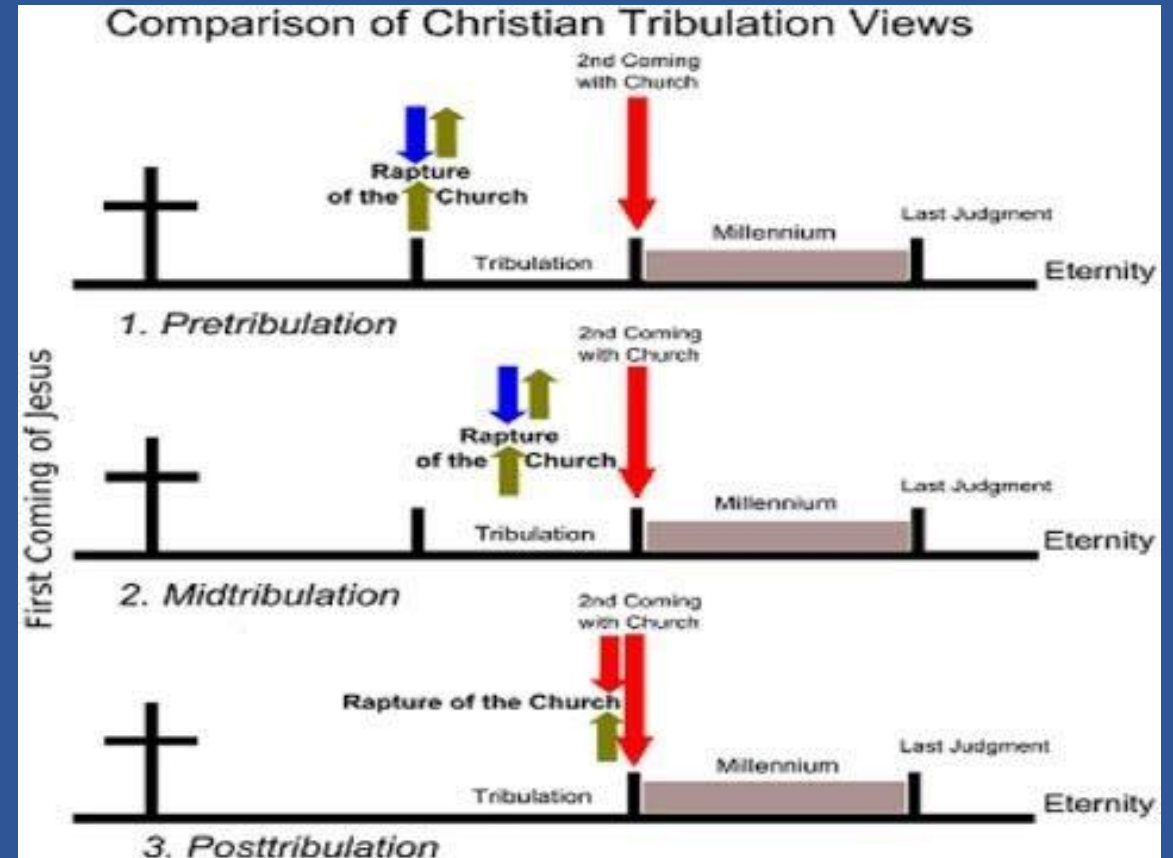 Comparison of Christian Tribulation Views
First Coming of Jesus
2nd Coming
with Church
Rapture
of the Church
Last Judgment
Millennium
Tribulation
Eternity
1. Pretribulation
2nd Coming
with Church
Rapture
of the Church
Last Judgment
Millennium
Tribulation
Eternity
2. Midtribulation
2nd Coming
with Church
Rapture of the Church
Last Judgment
Millennium
Tribulation
Eternity
3. Posttribulation